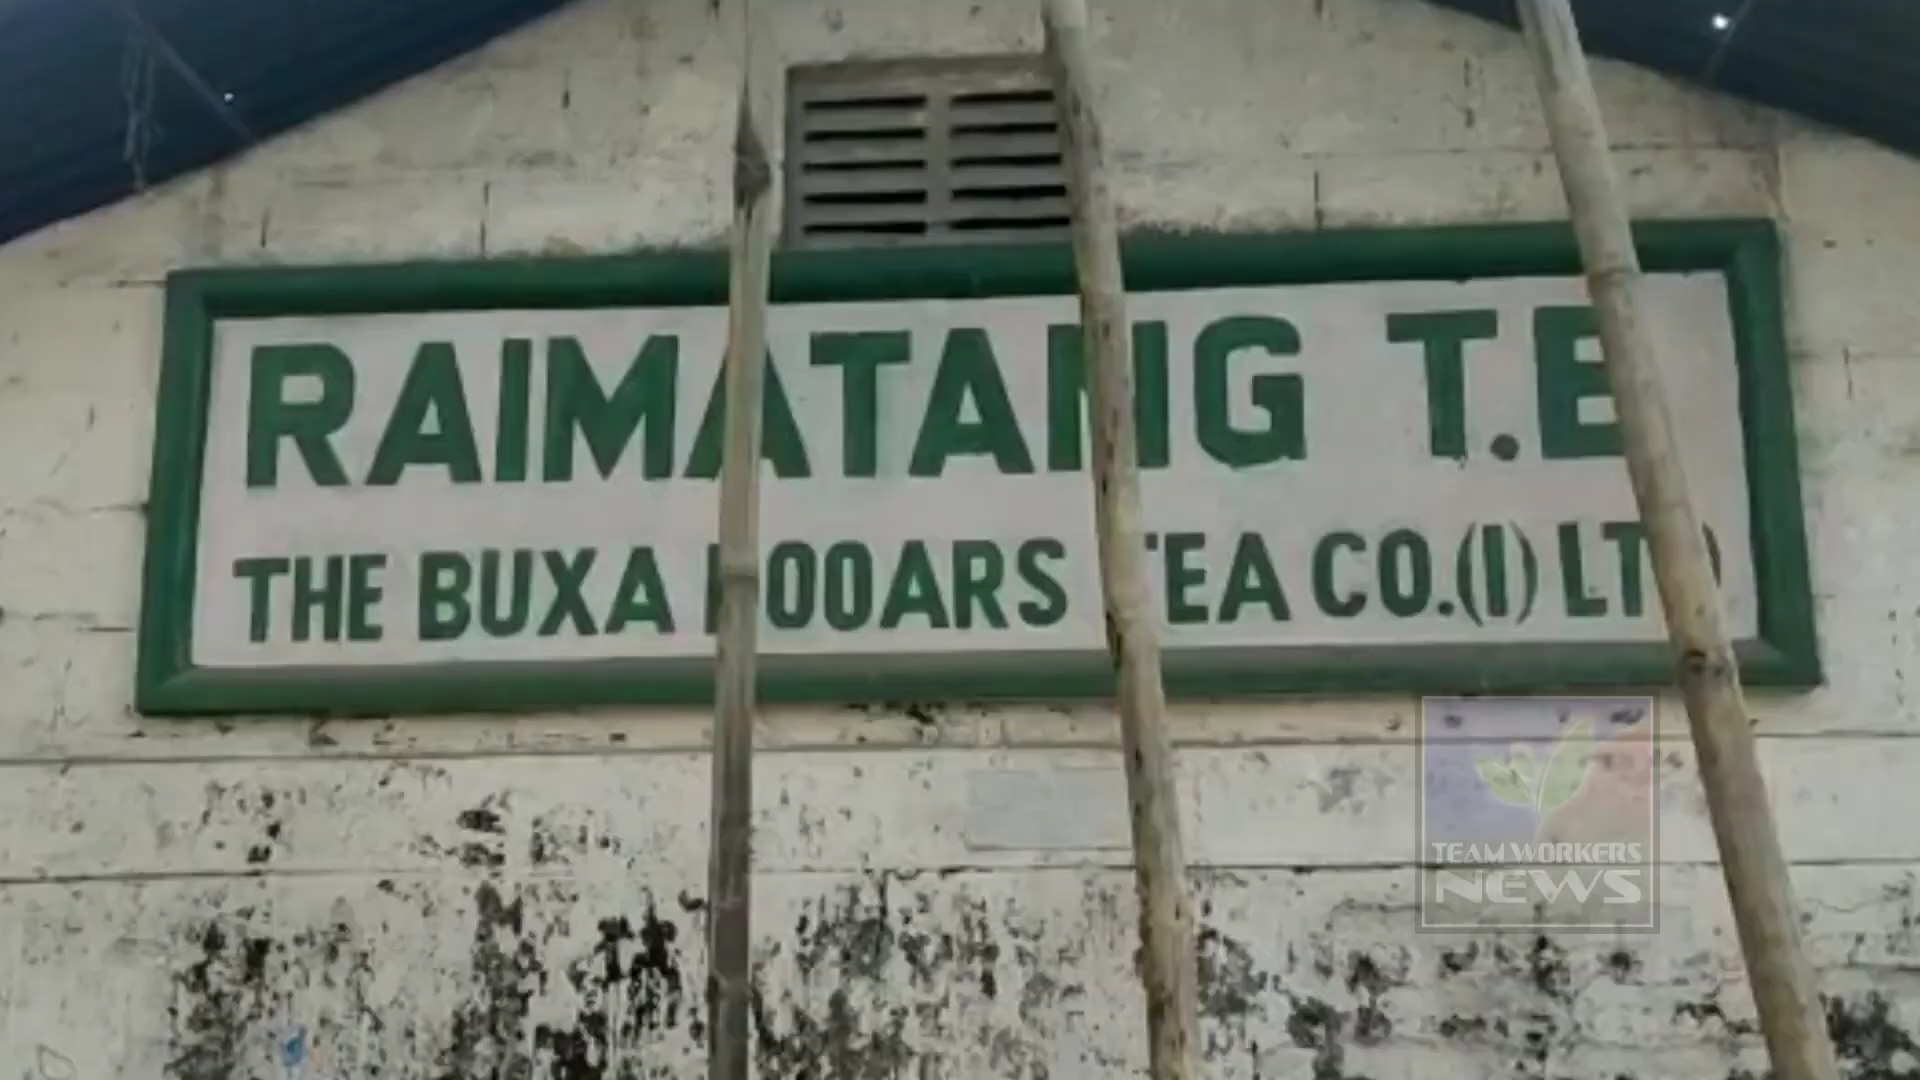 RAIMATANG T.E
THE BUXA DOOARS TEA CO.(I) LTD
TEAM WORKERS
NEWS